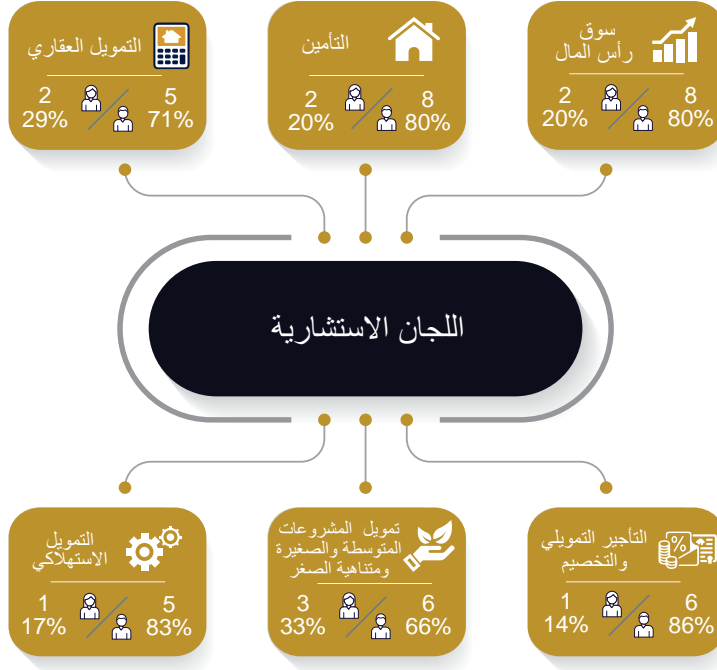 سوق
رأس المال
8
80%
2
20%
التأمين
8
80%
2
20%
التمويل العقاري
5
71%
2
29%
اللجان الاستشارية
التأجير التمويلي
والتخصيم
%
6
86%
1
14%
تمويل المشروعات
المتوسطة والصغيرة
ومتناهية الصغر
6
66%
3
33%
التمويل
الاستهلاكي
5
83%
1
17%